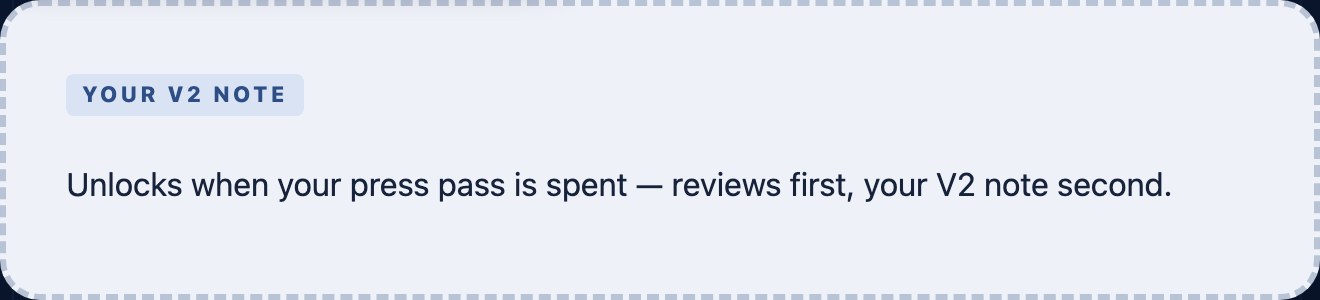 YOUR V2 NOTE
Unlocks when your press pass is spent — reviews first, your V2 note second.